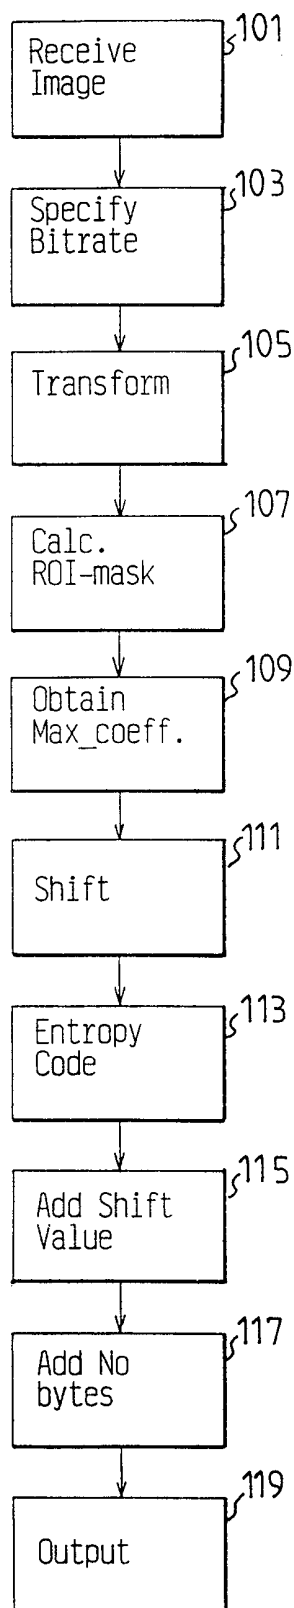 101
Receive
Image
103
Specify
Bitrate
105
Transform
107
Calc.
ROI-mask
109
Obtain
Max_coeff.
111
Shift
113
Entropy
Code
115
Add Shift
Value
117
Add No
bytes
119
Output